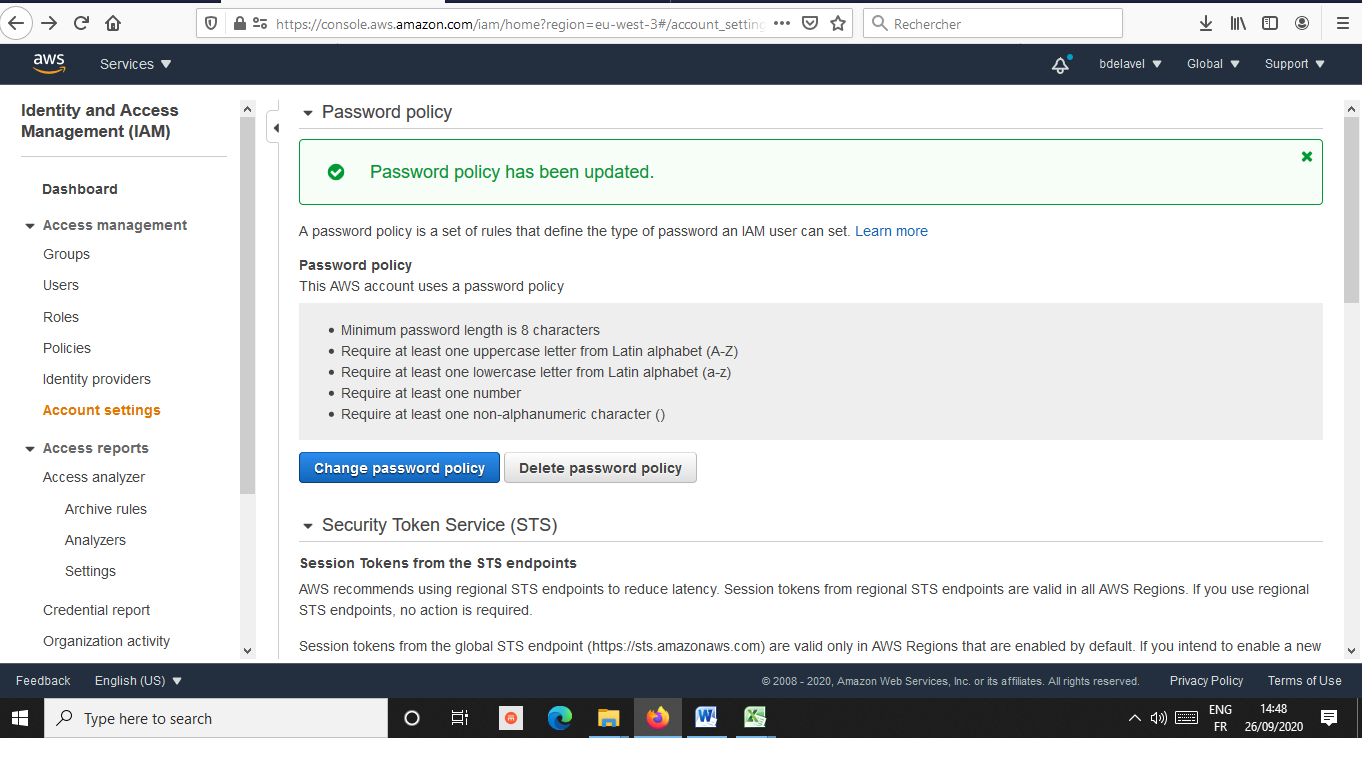 https://console.aws.amazon.com/iam/home?region=eu-west-3#/account_setting
Rechercher
aws
Services
bdelavel
Global
Support
Identity and Access
Management (IAM)
Dashboard
Access management
Groups
Users
Roles
Policies
Identity providers
Account settings
Access reports
Access analyzer
Archive rules
Analyzers
Settings
Credential report
Organization activity
Password policy
Password policy has been updated.
A password policy is a set of rules that define the type of password an IAM user can set. Learn more
Password policy
This AWS account uses a password policy
• Minimum password length is 8 characters
• Require at least one uppercase letter from Latin alphabet (A-Z)
• Require at least one lowercase letter from Latin alphabet (a-z)
• Require at least one number
• Require at least one non-alphanumeric character ()
Change password policy
Delete password policy
Security Token Service (STS)
Session Tokens from the STS endpoints
AWS recommends using regional STS endpoints to reduce latency. Session tokens from regional STS endpoints are valid in all AWS Regions. If you use regional
STS endpoints, no action is required.
Session tokens from the global STS endpoint (https://sts.amazonaws.com) are valid only in AWS Regions that are enabled by default. If you intend to enable a new
Feedback
English (US)
© 2008 - 2020, Amazon Web Services, Inc. or its affiliates. All rights reserved.
Privacy Policy
Terms of Use
Type here to search
ENG
FR
14:48
26/09/2020